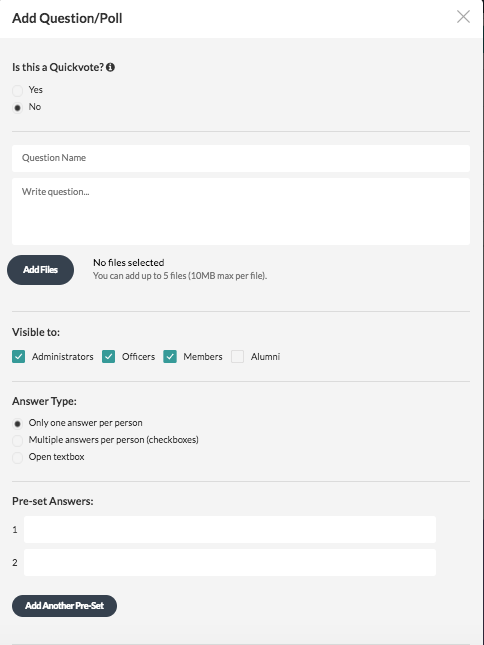 Add Question/Poll
Is this a Quickvote?
Yes
No
Question Name
Write question...
Add Files
No files selected
You can add up to 5 files (10MB max per file).
Visible to:
Administrators Officers Members Alumni
Answer Type:
Only one answer per person
Multiple answers per person (checkboxes)
Open textbox
Pre-set Answers:
1
2
Add Another Pre-Set